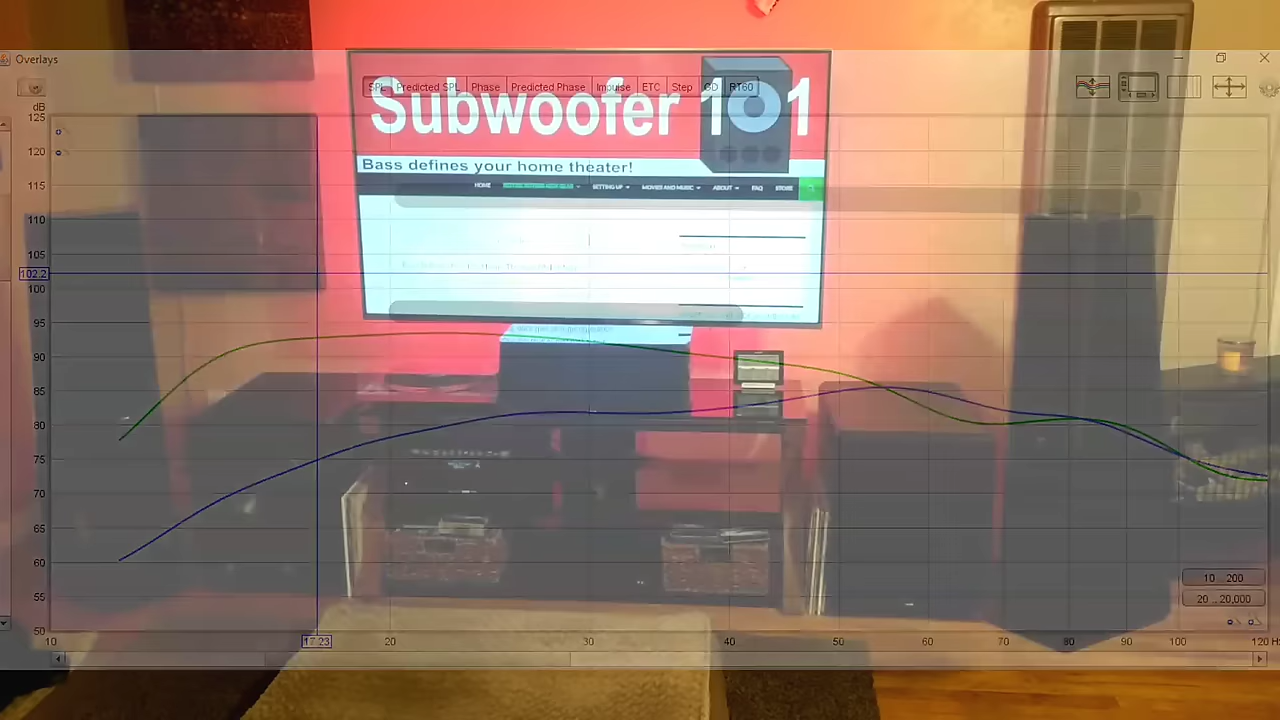 Overlays
SPL Predicted SPL Phase Predicted Phase Impulse ETC Step GD RT60
Subwoofer 101
Bass defines your home theater!
HOME SETTING UP MOVIES AND MUSIC ABOUT FAQ STORE
dB
125
120
115
110
105
102.2
100
95
90
85
80
75
70
65
60
55
50
10 .. 200
20 .. 20,000
10 17.23 20 30 40 50 60 70 80 90 100 120 H